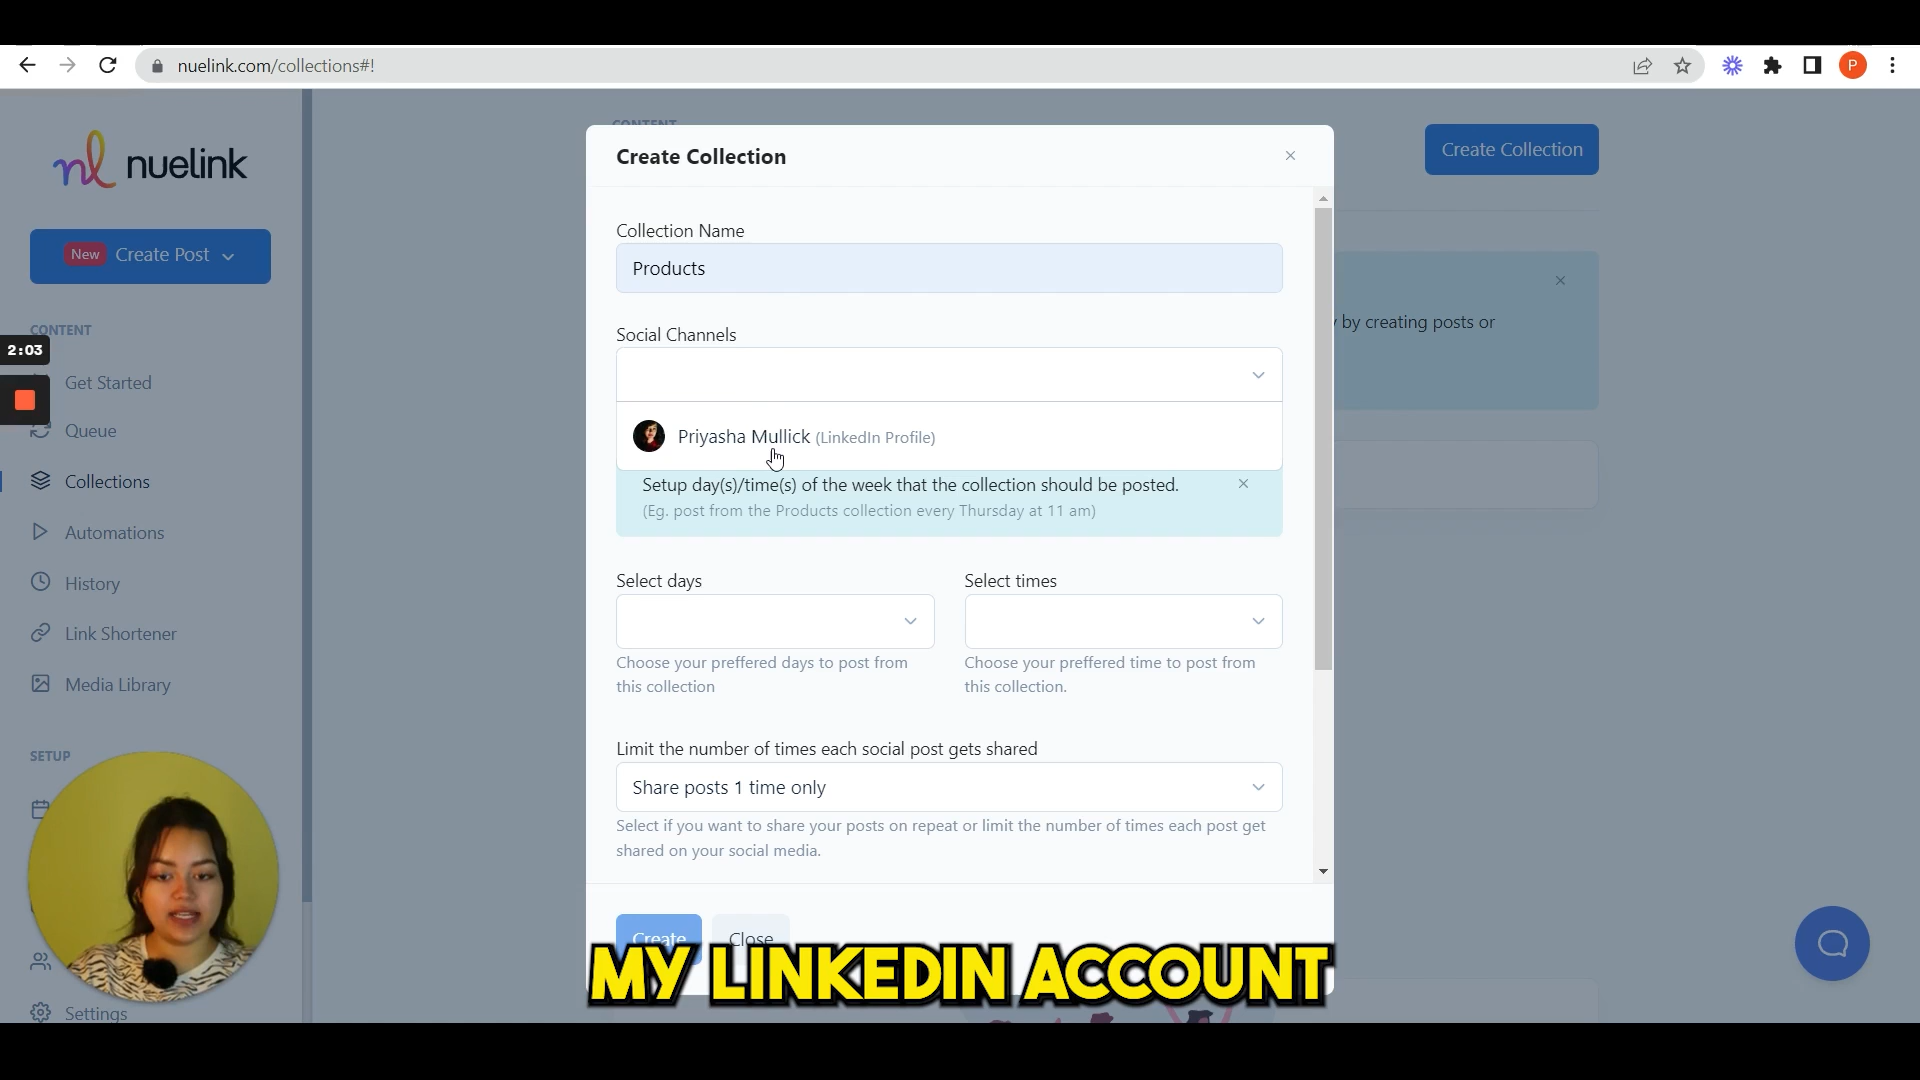 nuelink.com/collections#!
P
CONTENT
nuelink
Create Collection
Create Collection
New Create Post
Collection Name
Products
CONTENT
y by creating posts or
2:03
Social Channels
Get Started
Queue
Priyasha Mullick (LinkedIn Profile)
Collections
Setup day(s)/time(s) of the week that the collection should be posted.
(Eg. post from the Products collection every Thursday at 11 am)
Automations
History
Select days
Select times
Link Shortener
Choose your preffered days to post from
this collection
Choose your preffered time to post from
this collection.
Media Library
SETUP
Limit the number of times each social post gets shared
Share posts 1 time only
Select if you want to share your posts on repeat or limit the number of times each post get
shared on your social media.
Create
Close
MY LINKEDIN ACCOUNT
Settings